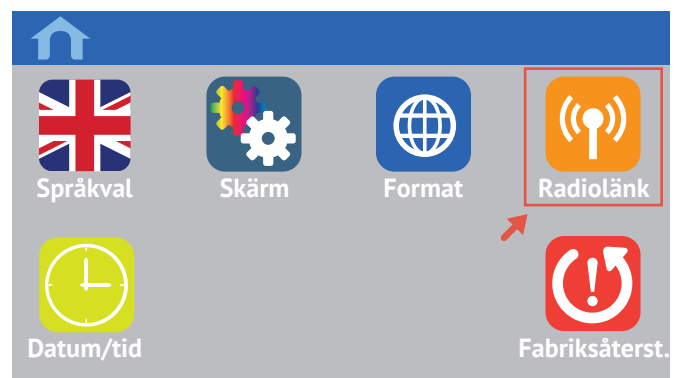 Språkval
Skärm
Format
Radiolänk
Datum/tid
Fabriksåterst.